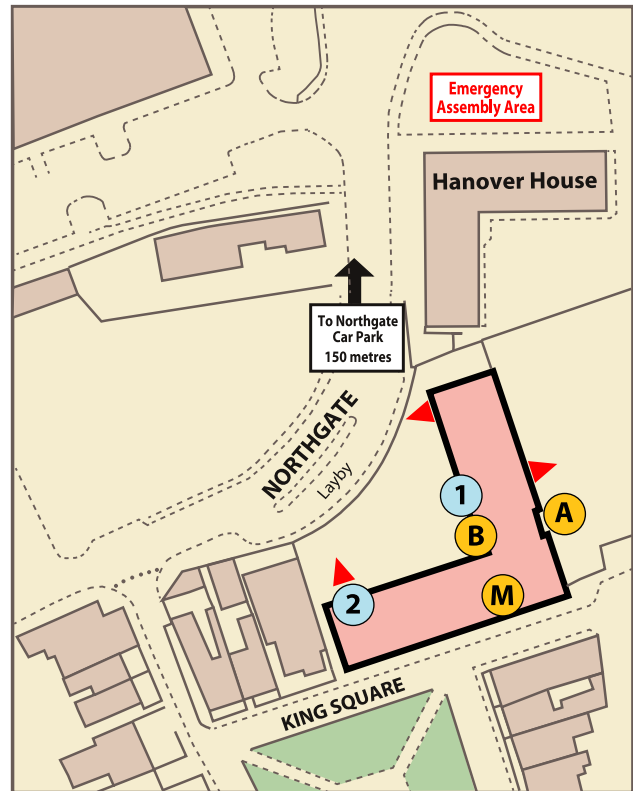 Emergency
Assembly Area
Hanover House
To Northgate
Car Park
150 metres
NORTHGATE
Layby
1
A
B
2
M
KING SQUARE